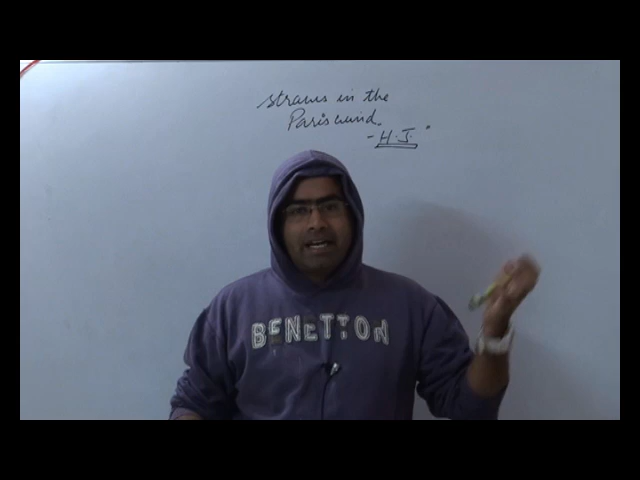 straws in the
Paris wind.
- H. J.
BENETTON